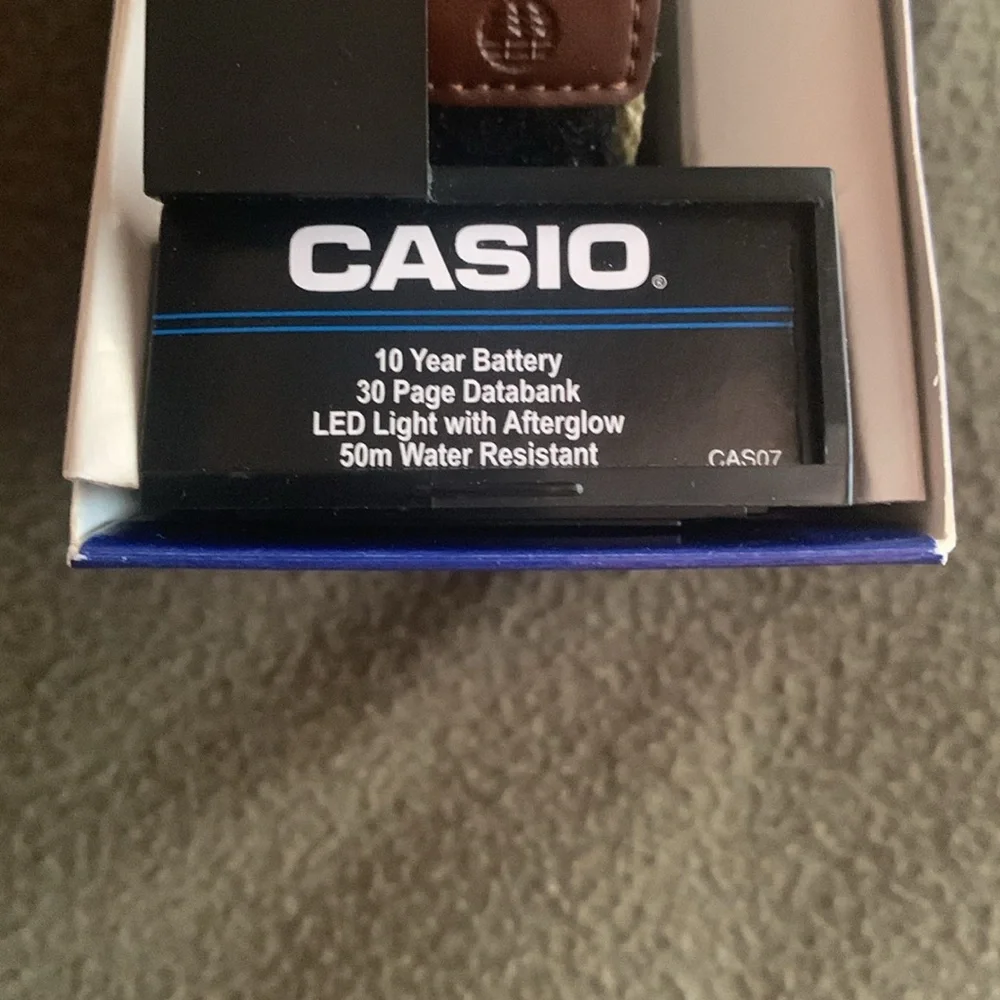 CASIO®
10 Year Battery
30 Page Databank
LED Light with Afterglow
50m Water Resistant
CAS07